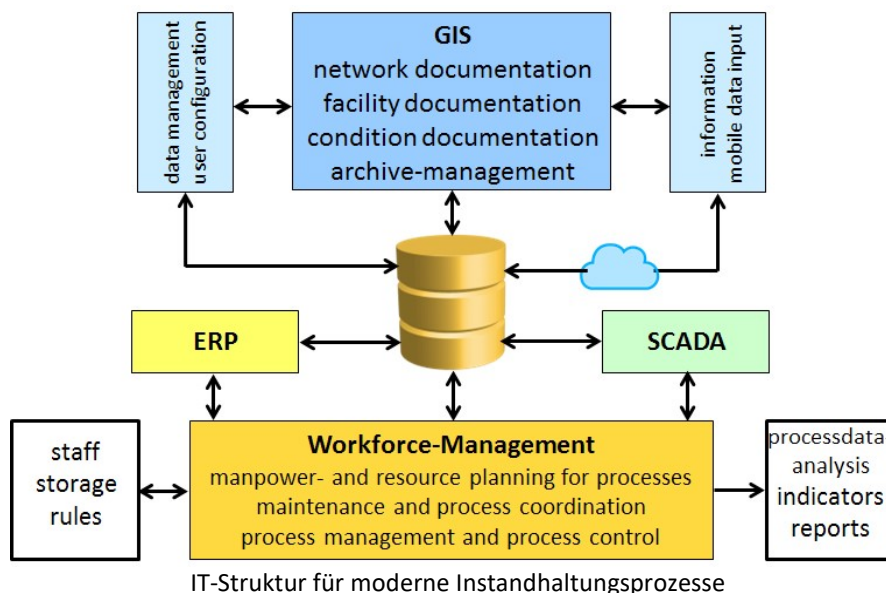 data management
user configuration
GIS
network documentation
facility documentation
condition documentation
archive-management
information
mobile data input
ERP
SCADA
staff
storage
rules
Workforce-Management
manpower- and resource planning for processes
maintenance and process coordination
process management and process control
processdata
analysis
indicators
reports
IT-Struktur für moderne Instandhaltungsprozesse